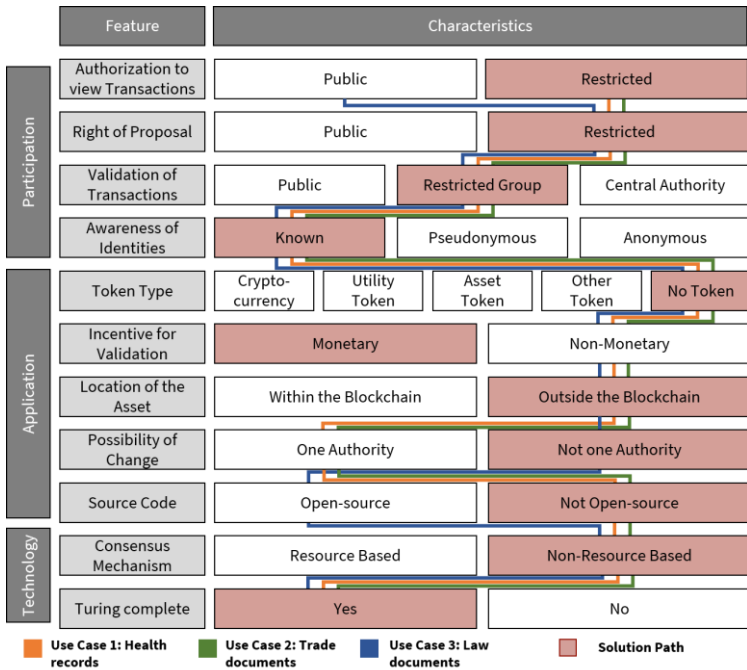 Feature
Characteristics
Participation
Authorization to
view Transactions
Public
Restricted
Right of Proposal
Public
Restricted
Validation of
Transactions
Public
Restricted Group
Central Authority
Awareness of
Identities
Known
Pseudonymous
Anonymous
Application
Token Type
Crypto-
currency
Utility
Token
Asset
Token
Other
Token
No Token
Incentive for
Validation
Monetary
Non-Monetary
Location of the
Asset
Within the Blockchain
Outside the Blockchain
Possibility of
Change
One Authority
Not one Authority
Source Code
Open-source
Not Open-source
Technology
Consensus
Mechanism
Resource Based
Non-Resource Based
Turing complete
Yes
No
Use Case 1: Health
records
Use Case 2: Trade
documents
Use Case 3: Law
documents
Solution Path